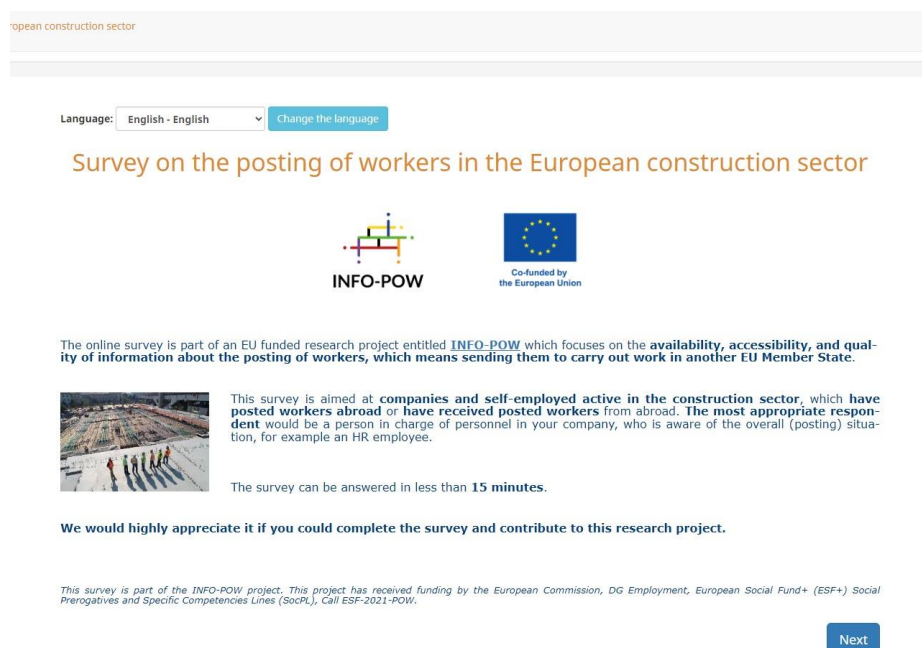 ropean construction sector
Language: English - English Change the language
Survey on the posting of workers in the European construction sector
INFO-POW
Co-funded by
the European Union
The online survey is part of an EU funded research project entitled INFO-POW which focuses on the availability, accessibility, and qual-
ity of information about the posting of workers, which means sending them to carry out work in another EU Member State.
This survey is aimed at companies and self-employed active in the construction sector, which have
posted workers abroad or have received posted workers from abroad. The most appropriate respon-
dent would be a person in charge of personnel in your company, who is aware of the overall (posting) situa-
tion, for example an HR employee.
The survey can be answered in less than 15 minutes.
We would highly appreciate it if you could complete the survey and contribute to this research project.
This survey is part of the INFO-POW project. This project has received funding by the European Commission, DG Employment, European Social Fund+ (ESF+) Social
Prerogatives and Specific Competencies Lines (SocPL), Call ESF-2021-POW.
Next